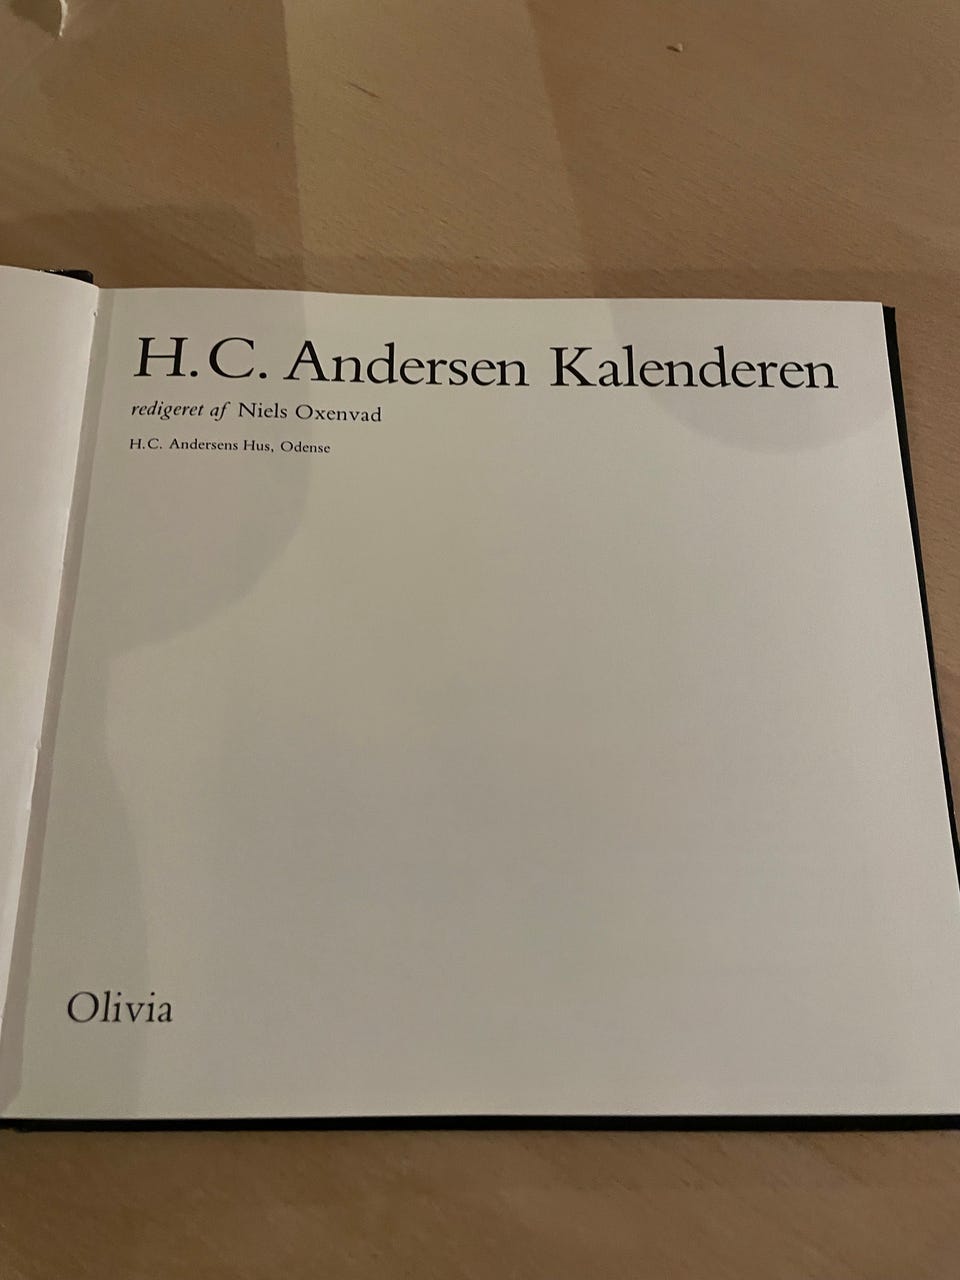 H.C. Andersen Kalenderen
redigeret af Niels Oxenvad
H.C. Andersens Hus, Odense
Olivia